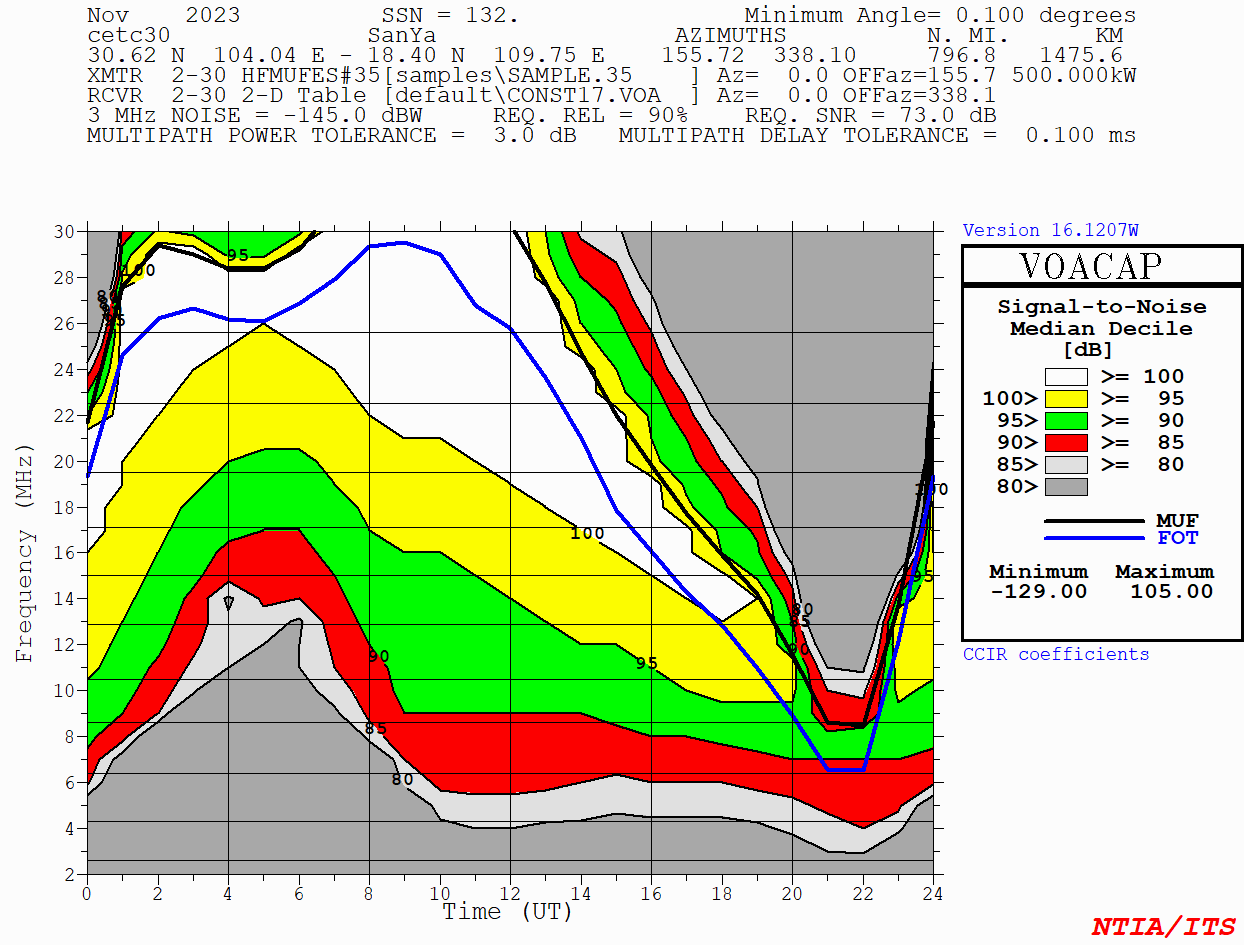 Nov    2023          SSN = 132.                Minimum Angle= 0.100 degrees
cetc30              SanYa                 AZIMUTHS          N. MI.      KM
30.62 N  104.04 E - 18.40 N  109.75 E    155.72  338.10     796.8   1475.6
XMTR  2-30 HFMUFES#35[samples\SAMPLE.35    ] Az=  0.0 OFFaz=155.7 500.000kW
RCVR  2-30 2-D Table [default\CONST17.VOA  ] Az=  0.0 OFFaz=338.1
3 MHz NOISE = -145.0 dBW     REQ. REL = 90%    REQ. SNR = 73.0 dB
MULTIPATH POWER TOLERANCE =  3.0 dB   MULTIPATH DELAY TOLERANCE =  0.100 ms
Frequency (MHz)
30
28
26
24
22
20
18
16
14
12
10
8
6
4
2
0 2 4 6 8 10 12 14 16 18 20 22 24
Time (UT)
95
100
80
95
100
100
95
80
85
90
90
95
85
80
Version 16.1207W
VOACAP
Signal-to-Noise
Median Decile
[dB]
>= 100
100> >= 95
95> >= 90
90> >= 85
85> >= 80
80>
MUF
FOT
Minimum Maximum
-129.00 105.00
CCIR coefficients
NTIA/ITS